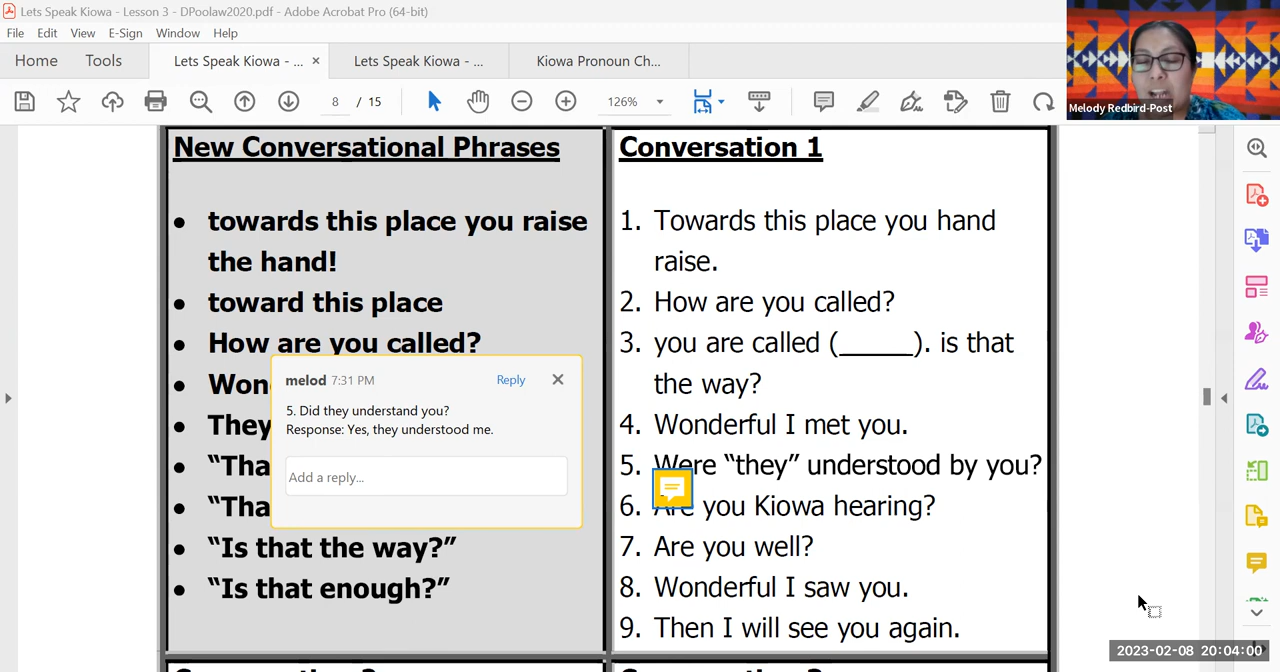 Lets Speak Kiowa - Lesson 3 - DPoolaw2020.pdf - Adobe Acrobat Pro (64-bit)
File Edit View E-Sign Window Help
Home Tools Lets Speak Kiowa - ... × Lets Speak Kiowa - ... Kiowa Pronoun Ch...
8 / 15 126%
Melody Redbird-Post
New Conversational Phrases
• towards this place you raise
the hand!
• toward this place
• How are you called?
• Won
• They
• “Tha
• “Tha
• “Is that the way?”
• “Is that enough?”
melod 7:31 PM Reply
5. Did they understand you?
Response: Yes, they understood me.
Add a reply...
Conversation 1
1. Towards this place you hand
raise.
2. How are you called?
3. you are called (_____). is that
the way?
4. Wonderful I met you.
5. Were “they” understood by you?
6. Are you Kiowa hearing?
7. Are you well?
8. Wonderful I saw you.
9. Then I will see you again.
2023-02-08 20:04:00